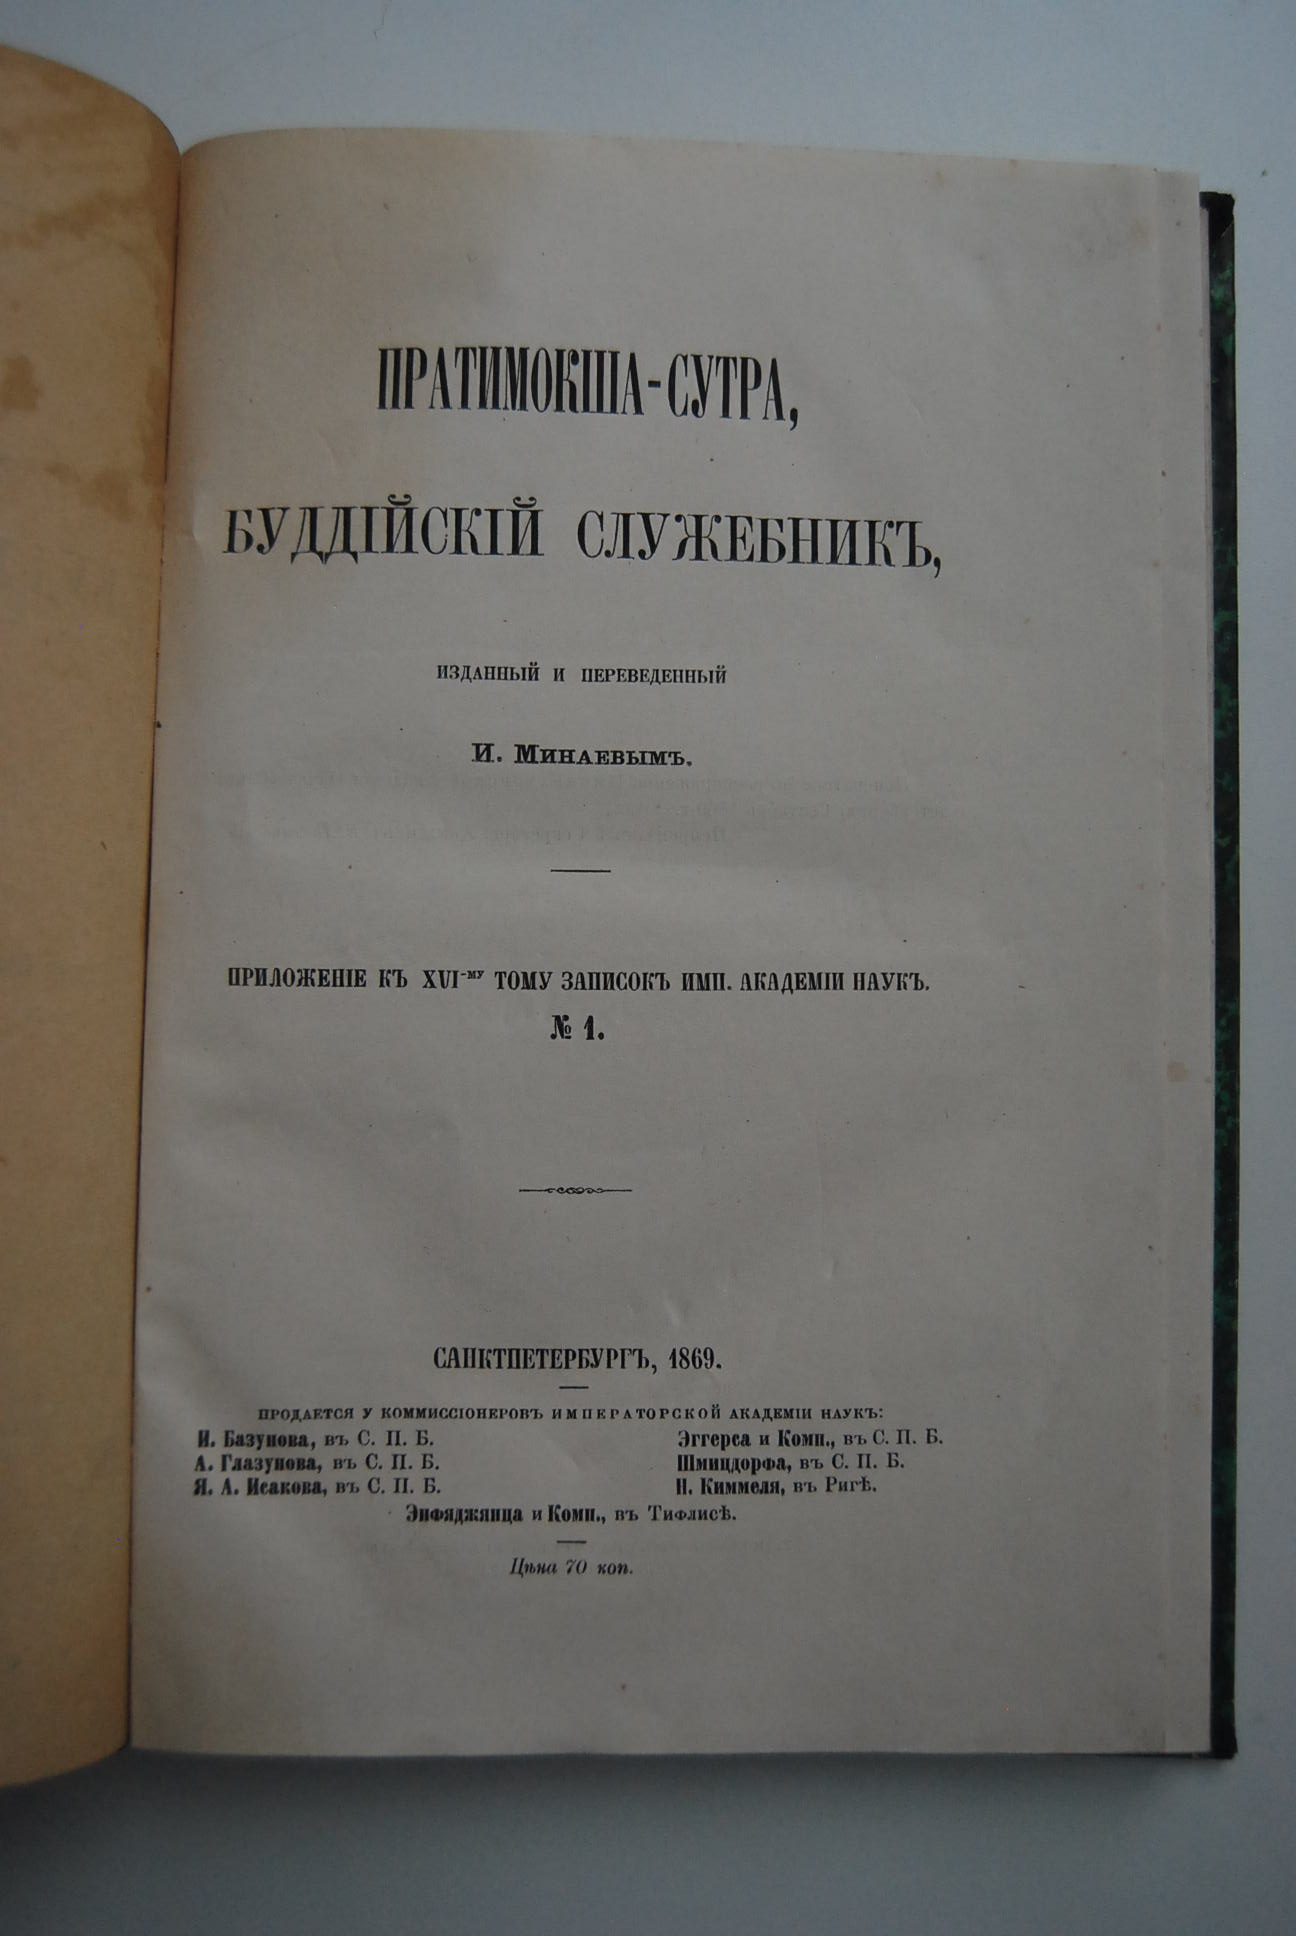 ПРАТИМОКША-СУТРА,
БУДДІЙСКІЙ СЛУЖЕБНИКЪ,
ИЗДАННЫЙ И ПЕРЕВЕДЕННЫЙ
И. МИНАЕВЫМЪ.
ПРИЛОЖЕНІЕ КЪ XVI-му ТОМУ ЗАПИСОКЪ ИМП. АКАДЕМІИ НАУКЪ.
№ 1.
САНКТПЕТЕРБУРГЪ, 1869.
ПРОДАЕТСЯ У КОММИССІОНЕРОВЪ ИМПЕРАТОРСКОЙ АКАДЕМІИ НАУКЪ:
И. Базунова, въ С. П. Б. Эггерса и Комп., въ С. П. Б.
А. Глазунова, въ С. П. Б. Шмицдорфа, въ С. П. Б.
Я. А. Исакова, въ С. П. Б. Н. Киммеля, въ Ригѣ.
Энфяджянца и Комп., въ Тифлисѣ.
Цѣна 70 коп.